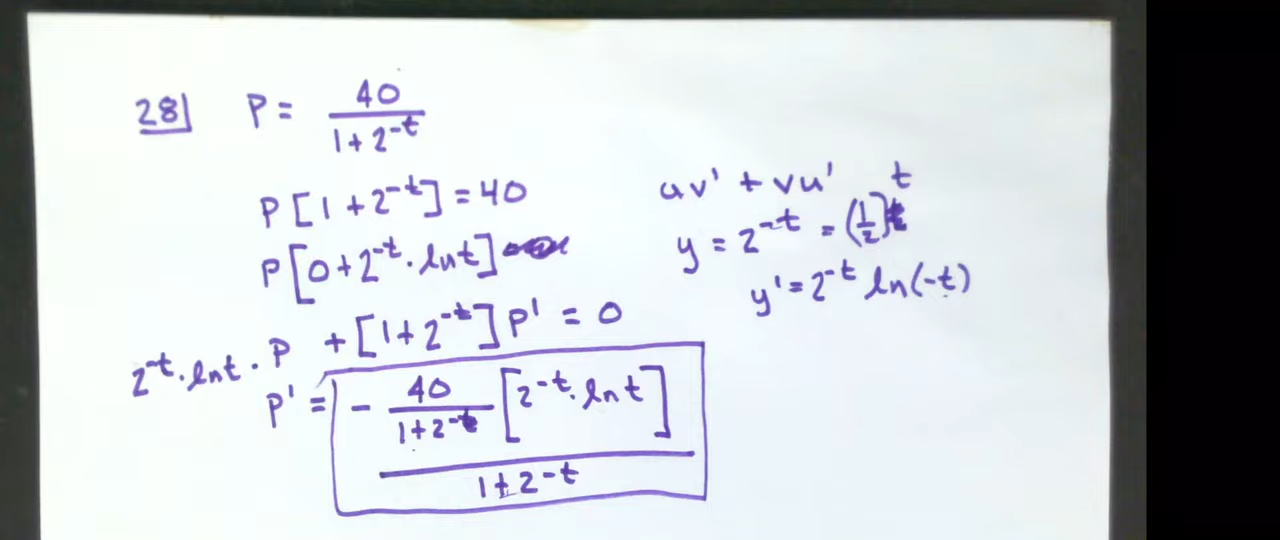 28| P = 40 / (1 + 2^-t)
P[1 + 2^-t] = 40
P[0 + 2^-t · ln t]
2^-t · ln t · P + [1 + 2^-t] P' = 0
P' = - 40/(1 + 2^-t) [2^-t · ln t] / (1 + 2^-t)
uv' + vu'
y = 2^-t = (1/2]^t
y' = 2^-t ln(-t)